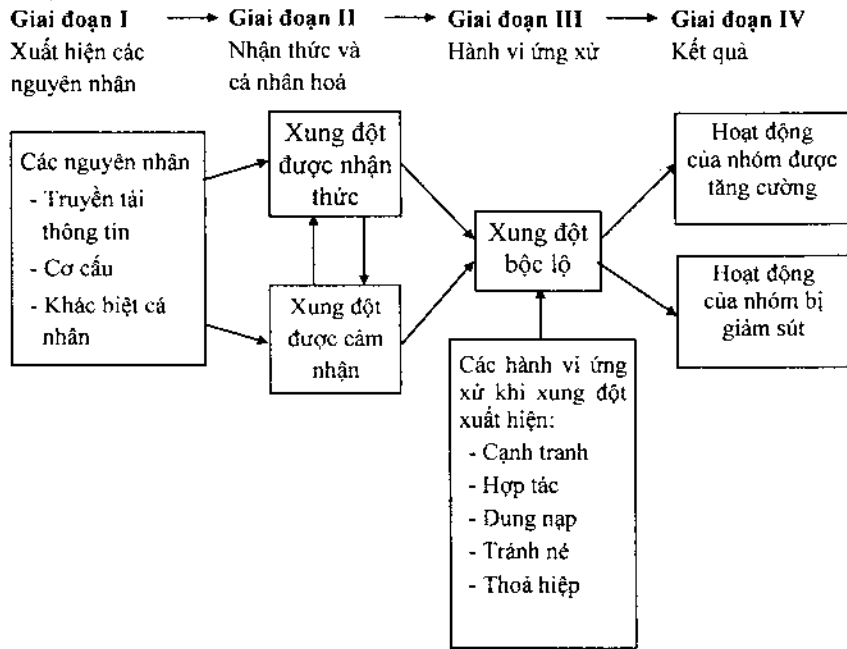 Giai đoạn I
Xuất hiện các
nguyên nhân
Giai đoạn II
Nhận thức và
cá nhân hoá
Giai đoạn III
Hành vi ứng xử
Giai đoạn IV
Kết quả
Các nguyên nhân
- Truyền tải
thông tin
- Cơ cấu
- Khác biệt cá
nhân
Xung đột
được nhận
thức
Xung đột
được cảm
nhận
Xung đột
bộc lộ
Các hành vi ứng
xử khi xung đột
xuất hiện:
- Cạnh tranh
- Hợp tác
- Dung nạp
- Tránh né
- Thoả hiệp
Hoạt động
của nhóm được
tăng cường
Hoạt động
của nhóm bị
giảm sút